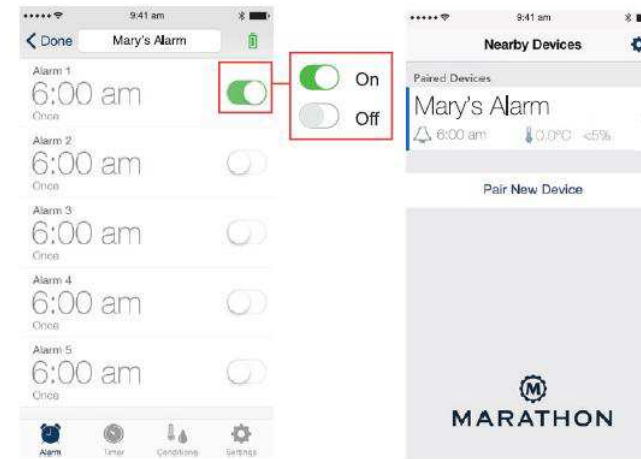 9:41 am
Done
Mary's Alarm
Alarm 1
6:00 am
Once
On
Off
Alarm 2
6:00 am
Once
Alarm 3
6:00 am
Once
Alarm 4
6:00 am
Once
Alarm 5
6:00 am
Once
Alarm
Timer
Conditions
Settings
9:41 am
Nearby Devices
Paired Devices
Mary's Alarm
6:00 am 0.0°C <5%
Pair New Device
M
MARATHON